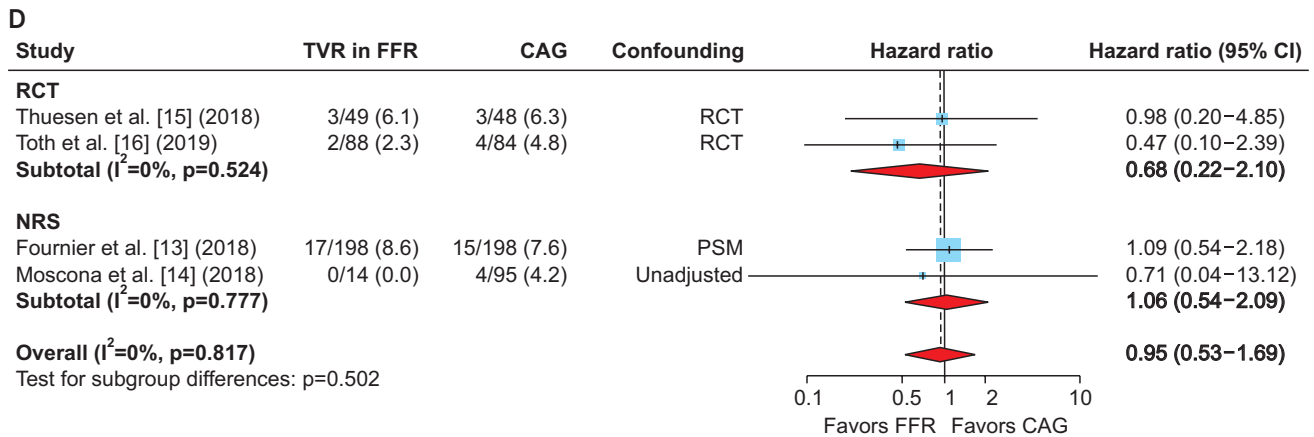 D
Study TVR in FFR CAG Confounding Hazard ratio Hazard ratio (95% CI)
RCT
Thuesen et al. [15] (2018) 3/49 (6.1) 3/48 (6.3) RCT 0.98 (0.20−4.85)
Toth et al. [16] (2019) 2/88 (2.3) 4/84 (4.8) RCT 0.47 (0.10−2.39)
Subtotal (I²=0%, p=0.524) 0.68 (0.22−2.10)
NRS
Fournier et al. [13] (2018) 17/198 (8.6) 15/198 (7.6) PSM 1.09 (0.54−2.18)
Moscona et al. [14] (2018) 0/14 (0.0) 4/95 (4.2) Unadjusted 0.71 (0.04−13.12)
Subtotal (I²=0%, p=0.777) 1.06 (0.54−2.09)
Overall (I²=0%, p=0.817) 0.95 (0.53−1.69)
Test for subgroup differences: p=0.502
0.1 0.5 1 2 10
Favors FFR Favors CAG